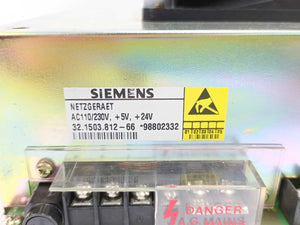 SIEMENS
NETZGERAET
AC110/230V, +5V, +24V
32.1503.812-66 *98802332
DANGER
A.C. MAINS